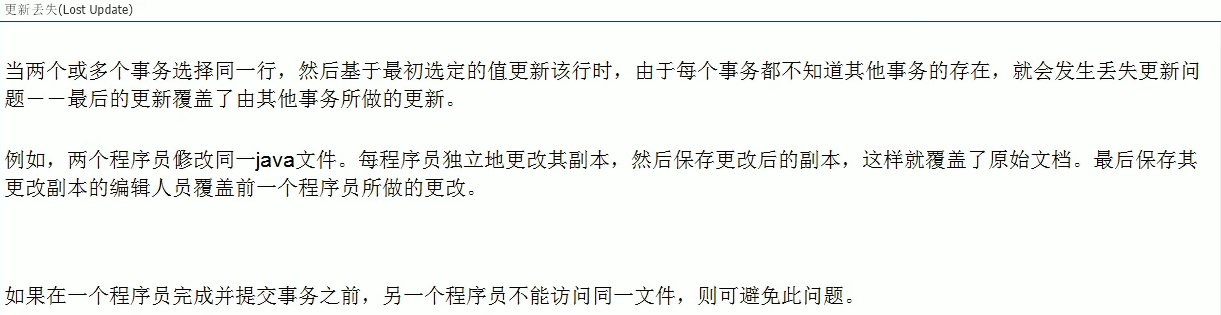 更新丢失(Lost Update)
当两个或多个事务选择同一行，然后基于最初选定的值更新该行时，由于每个事务都不知道其他事务的存在，就会发生丢失更新问
题－－最后的更新覆盖了由其他事务所做的更新。
例如，两个程序员修改同一java文件。每程序员独立地更改其副本，然后保存更改后的副本，这样就覆盖了原始文档。最后保存其
更改副本的编辑人员覆盖前一个程序员所做的更改。
如果在一个程序员完成并提交事务之前，另一个程序员不能访问同一文件，则可避免此问题。